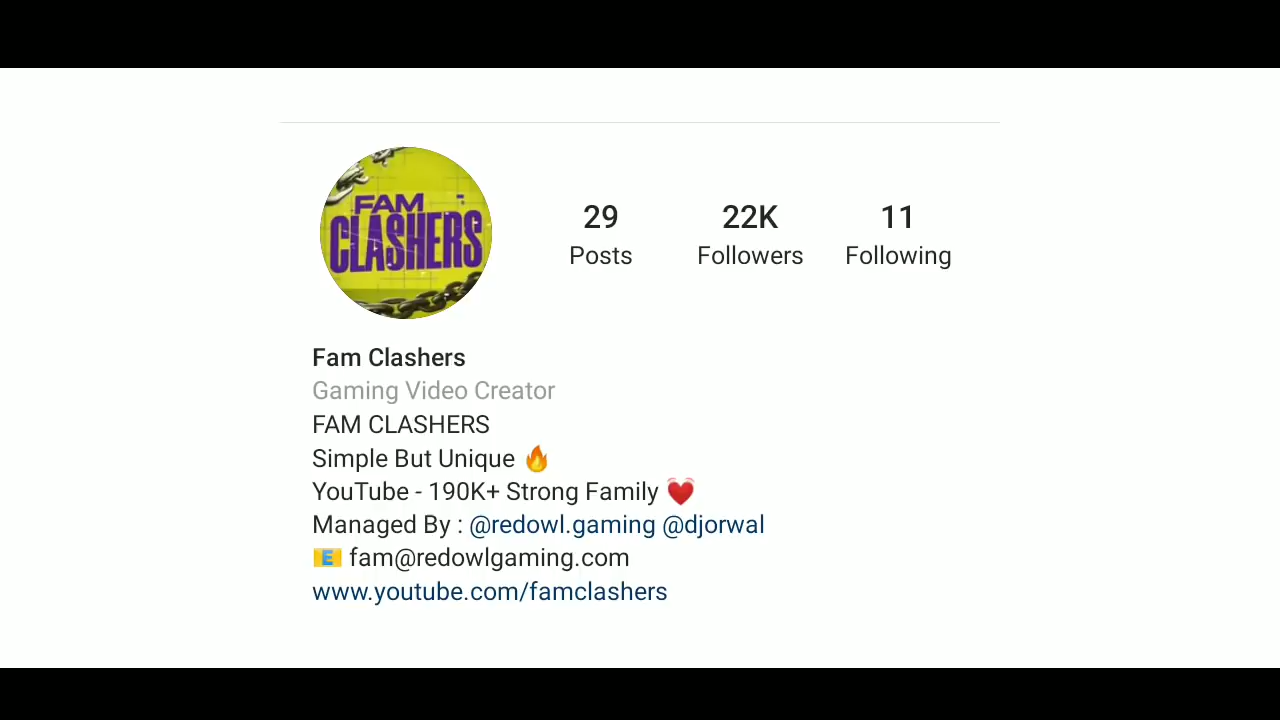 FAM
CLASHERS
29
Posts
22K
Followers
11
Following
Fam Clashers
Gaming Video Creator
FAM CLASHERS
Simple But Unique 🔥
YouTube - 190K+ Strong Family 💓
Managed By : @redowl.gaming @djorwal
📧 fam@redowlgaming.com
www.youtube.com/famclashers